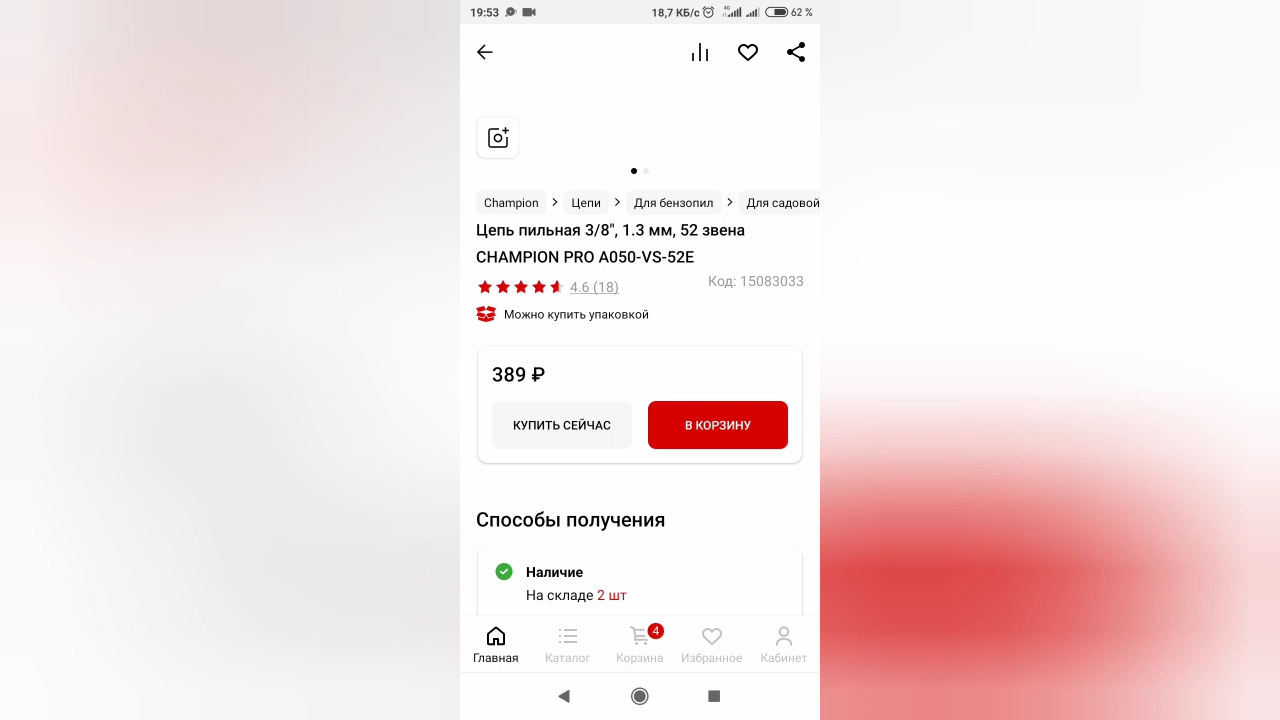 19:53 18,7 КБ/с 4G 62 %
Champion Цепи Для бензопил Для садовой
Цепь пильная 3/8", 1.3 мм, 52 звена
CHAMPION PRO A050-VS-52E
Код: 15083033
4.6 (18)
Можно купить упаковкой
389 ₽
КУПИТЬ СЕЙЧАС В КОРЗИНУ
Способы получения
Наличие
На складе 2 шт
4
Главная Каталог Корзина Избранное Кабинет